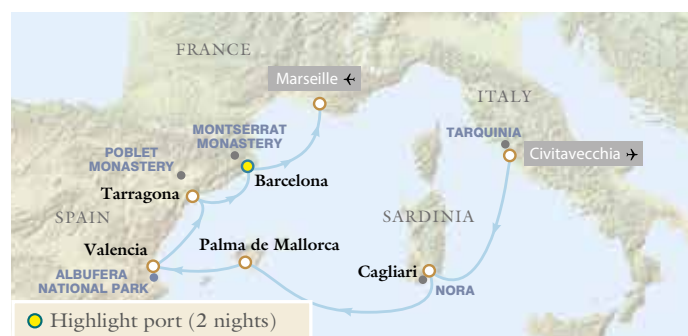 FRANCE
Marseille
ITALY
MONTSERRAT
MONASTERY
TARQUINIA
POBLET
MONASTERY
Civitavecchia
Barcelona
Tarragona
SPAIN
SARDINIA
Valencia
Palma de Mallorca
ALBUFERA
NATIONAL PARK
Cagliari
NORA
Highlight port (2 nights)